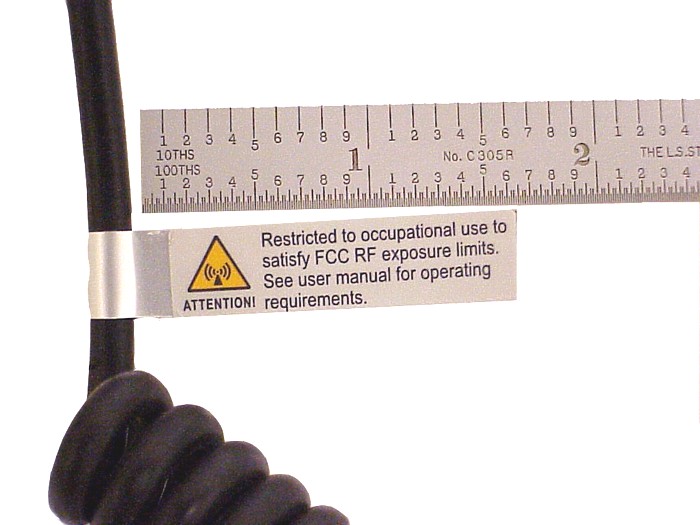 1 2 3 4 5 6 7 8 9 1 2 3 4 5 6 7 8 9 1 2 3 4
10THS 1 No. C305R 2 THE L.S. ST
100THS
1 2 3 4 5 6 7 8 9 1 2 3 4 5 6 7 8 9 1 2 3 4
Restricted to occupational use to
satisfy FCC RF exposure limits.
See user manual for operating
ATTENTION! requirements.